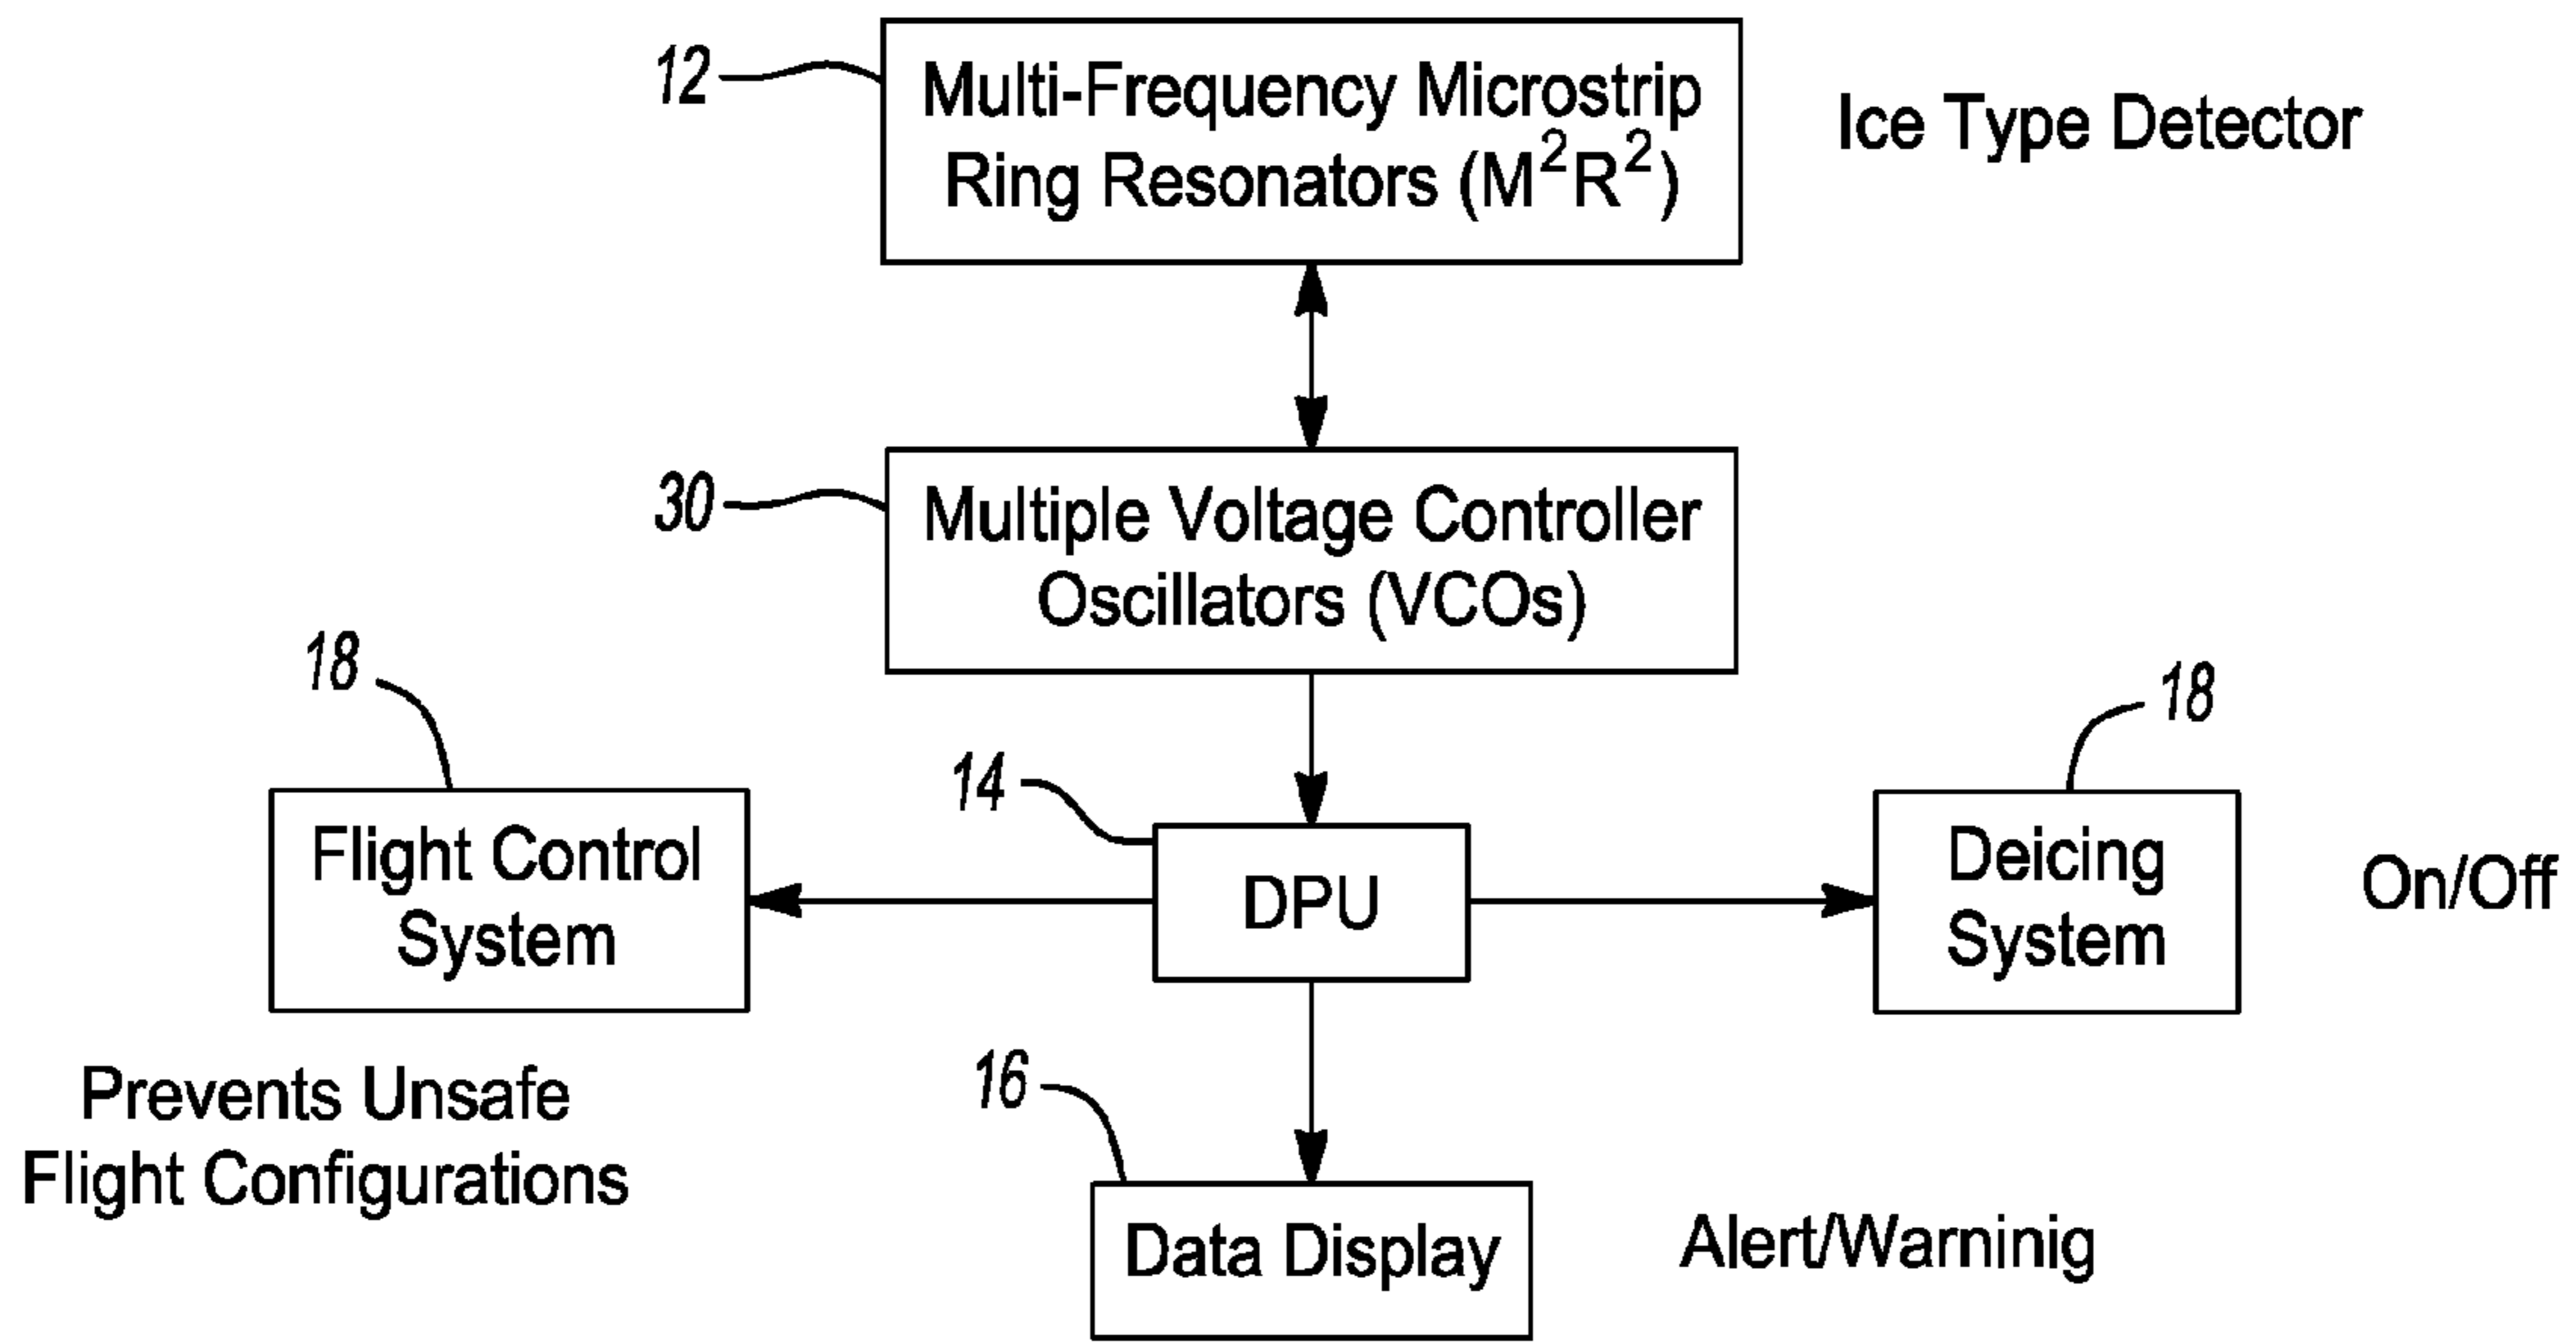 12
Multi-Frequency Microstrip
Ring Resonators (M²R²)
Ice Type Detector
30
Multiple Voltage Controller
Oscillators (VCOs)
18
Flight Control
System
Prevents Unsafe
Flight Configurations
14
DPU
18
Deicing
System
On/Off
16
Data Display
Alert/Warninig